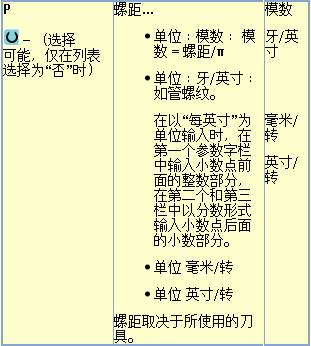 P
– （选择
可能，仅在列表
选择为“否”时）
螺距...
• 单位：模数： 模
数 = 螺距/π
• 单位：牙/英寸：
如管螺纹。
在以“每英寸”为
单位输入时，在
第一个参数字栏
中输入小数点前
面的整数部分，
在第二个和第三
栏中以分数形式
输入小数点后面
的小数部分。
• 单位 毫米/转
• 单位 英寸/转
螺距取决于所使用的刀
具。
模数
牙/英
寸
毫米/
转
英寸/
转